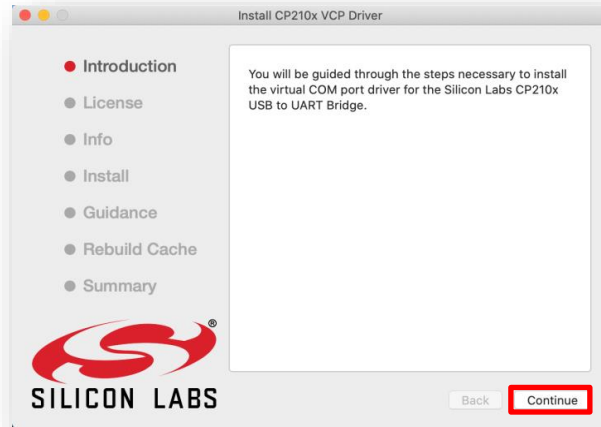 Install CP210x VCP Driver
Introduction
License
Info
Install
Guidance
Rebuild Cache
Summary
You will be guided through the steps necessary to install
the virtual COM port driver for the Silicon Labs CP210x
USB to UART Bridge.
®
SILICON LABS
Back
Continue